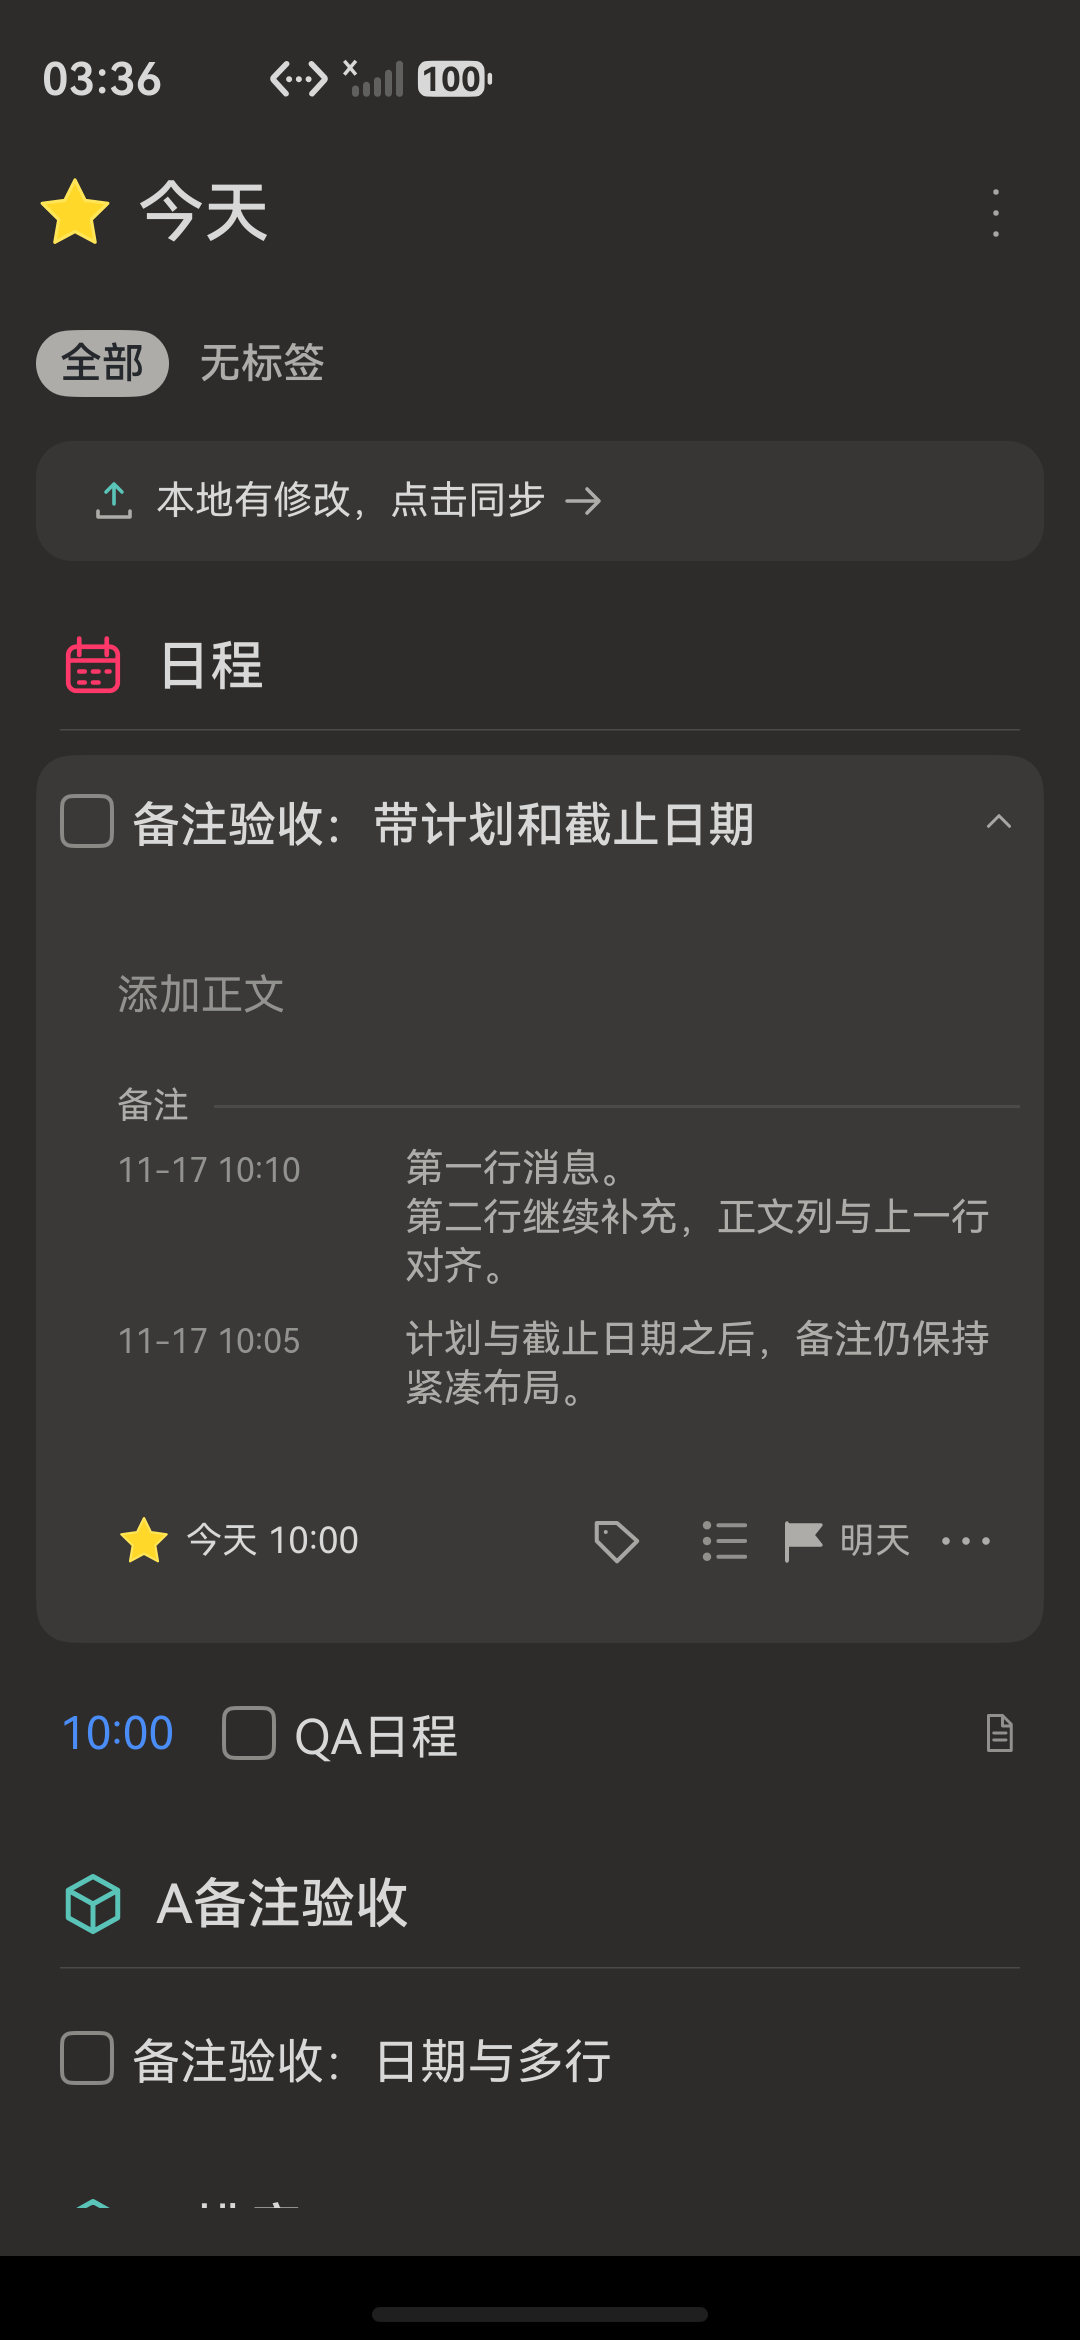 03:36
100
今天
全部 无标签
本地有修改，点击同步
日程
备注验收：带计划和截止日期
添加正文
备注
11-17 10:10 第一行消息。
第二行继续补充，正文列与上一行
对齐。
11-17 10:05 计划与截止日期之后，备注仍保持
紧凑布局。
今天 10:00 明天
10:00 QA日程
A备注验收
备注验收：日期与多行